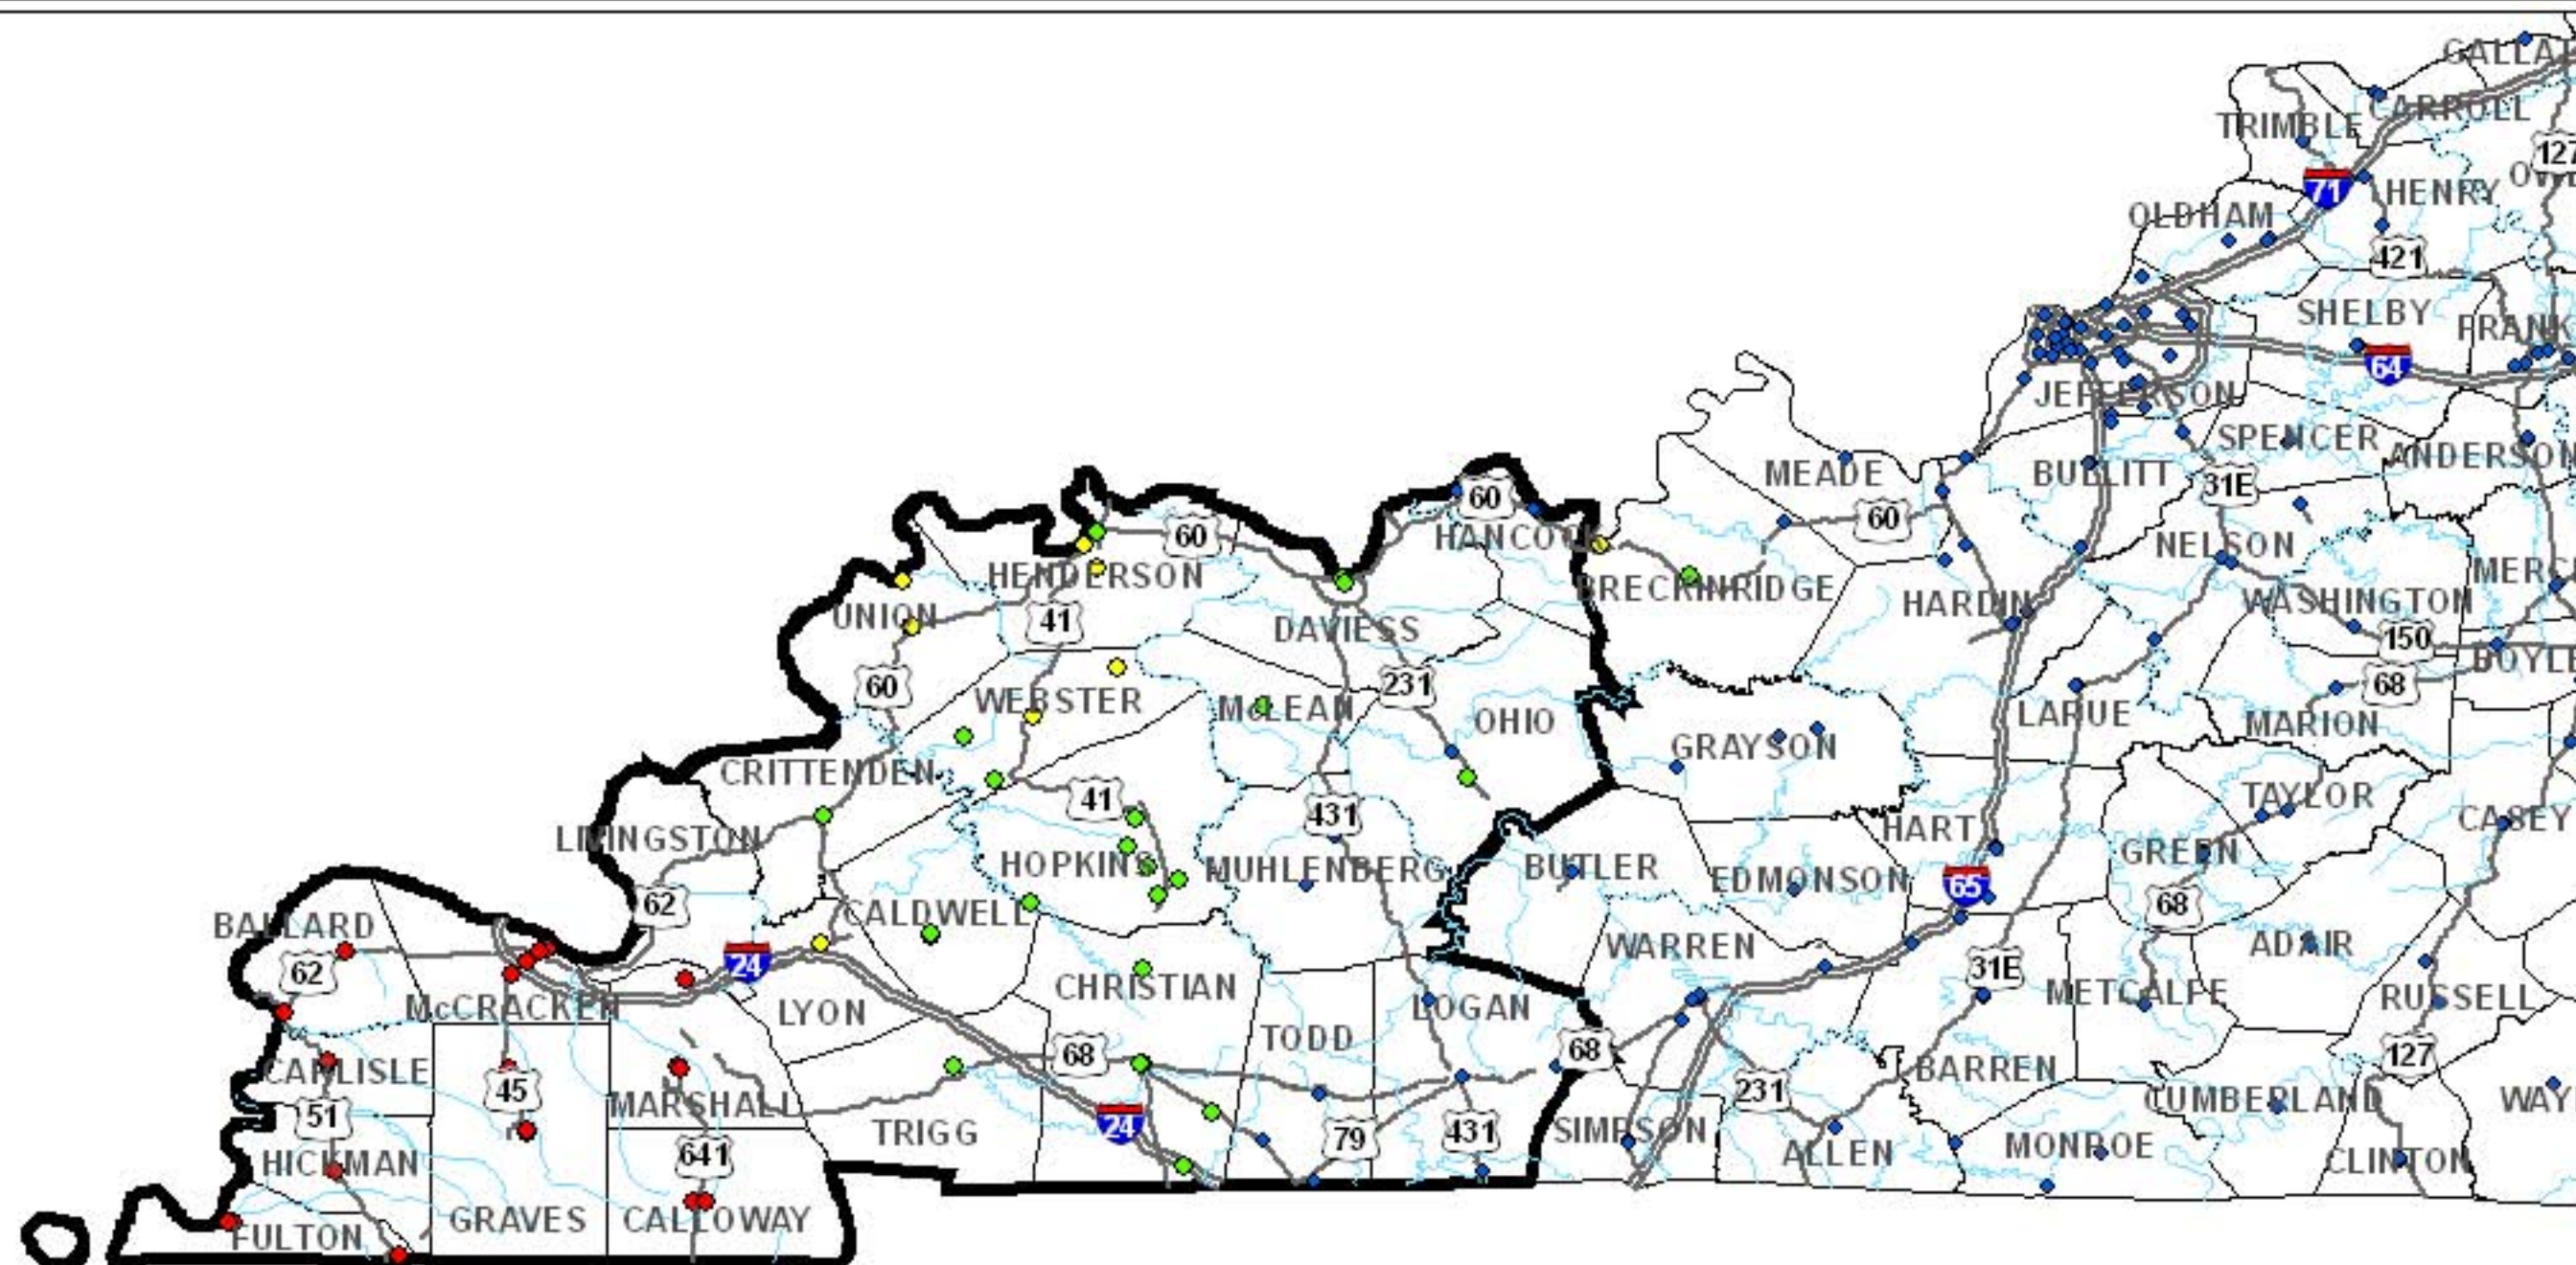 GALLAT
CARROLL
TRIMBLE
127
71
HENRY
OLDHAM
421
SHELBY
FRANK
64
JEFFERSON
SPENCER
ANDERSON
MEADE
BULLITT
31E
60
60
HANCOCK
60
NELSON
MERC
HENDERSON
BRECKINRIDGE
HARDIN
WASHINGTON
UNION
41
DAVIESS
150
BOYLE
60
231
68
WEBSTER
McLEAN
OHIO
LARUE
MARION
GRAYSON
CRITTENDEN
41
431
TAYLOR
CASEY
LIVINGSTON
HART
HOPKINS
MUHLENBERG
BUTLER
EDMONSON
65
GREEN
62
68
BALLARD
CALDWELL
WARREN
ADAIR
62
24
31E
CHRISTIAN
METCALFE
RUSSELL
McCRACKEN
LYON
LOGAN
TODD
68
68
127
CARLISLE
BARREN
45
231
CUMBERLAND
WAY
MARSHALL
51
24
TRIGG
79
431
SIMPSON
ALLEN
MONROE
641
HICKMAN
CLINTON
FULTON
GRAVES
CALLOWAY